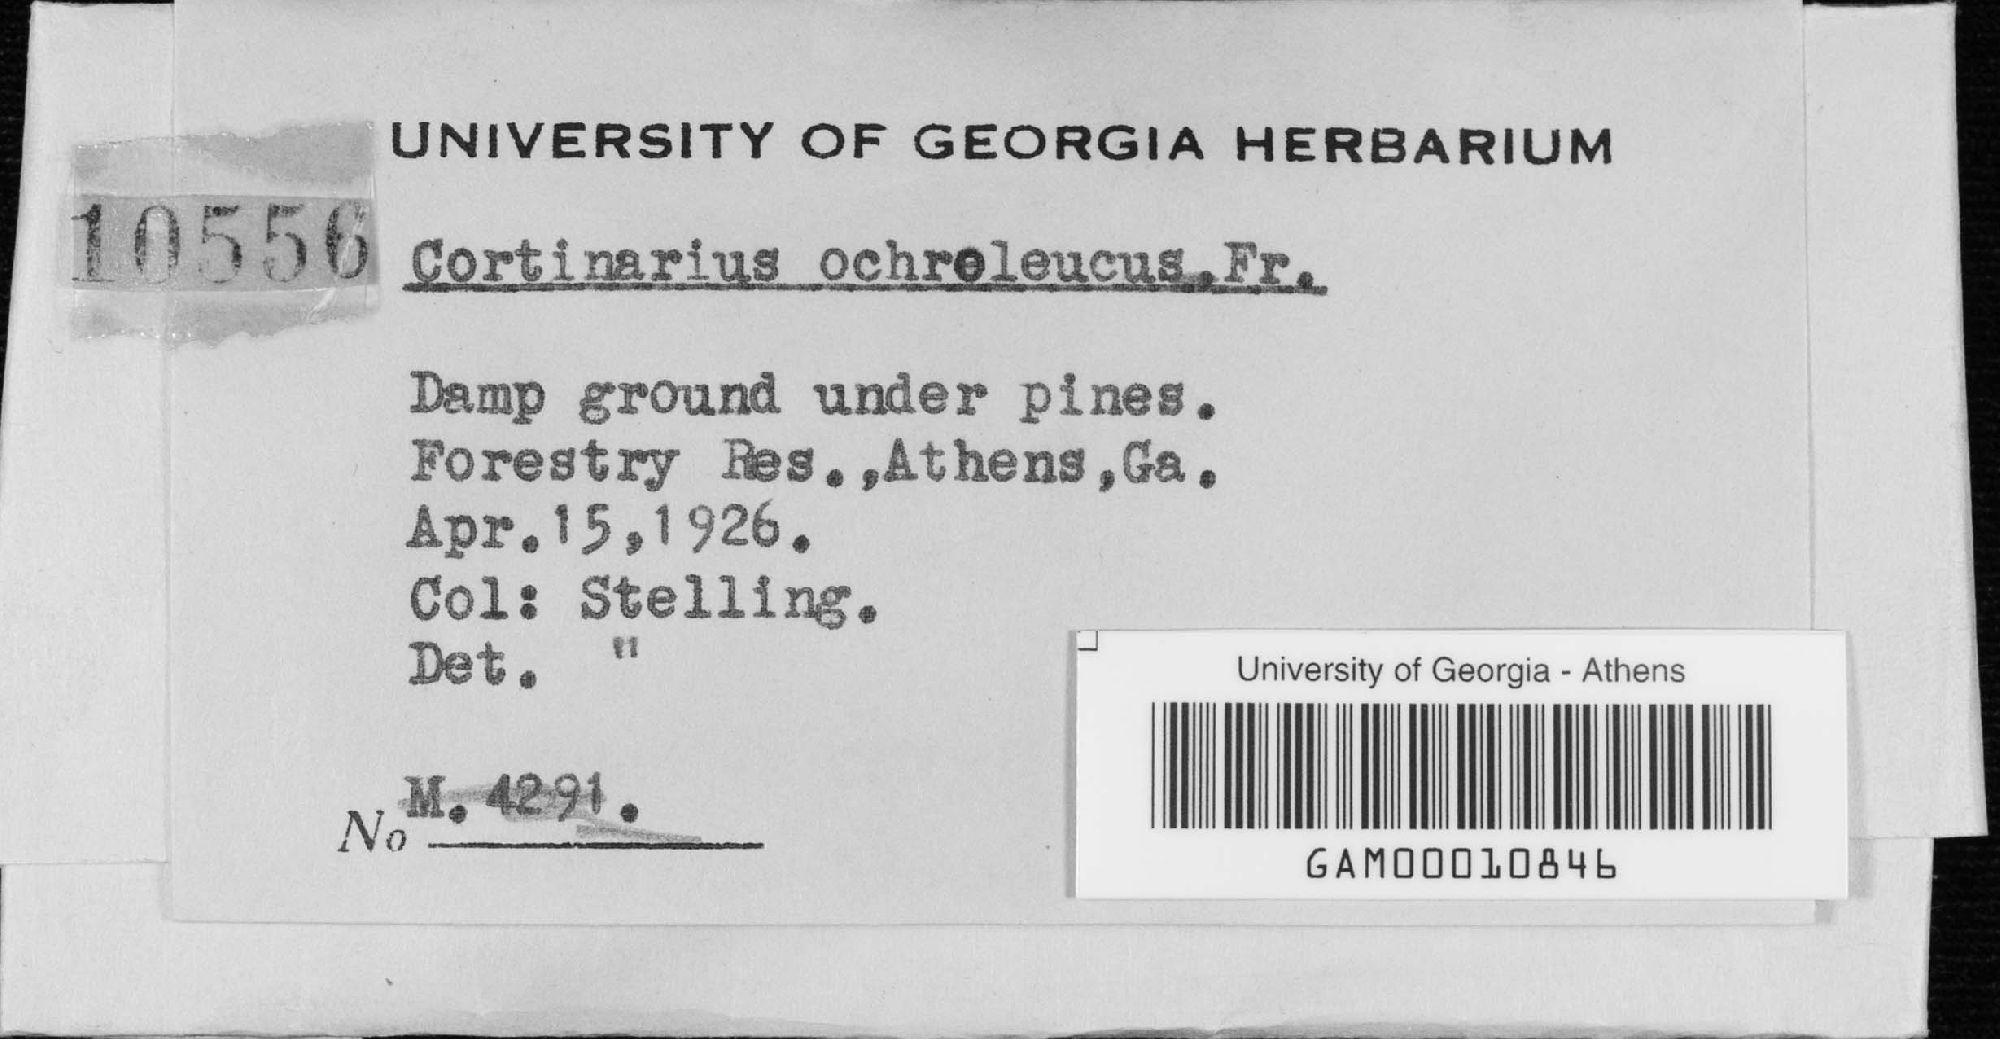 UNIVERSITY OF GEORGIA HERBARIUM
10556
Cortinarius ochroleucus,Fr.
Damp ground under pines.
Forestry Res.,Athens,Ga.
Apr.15,1926.
Col: Stelling.
Det. "
No M. 4291.
University of Georgia - Athens
GAM00010846